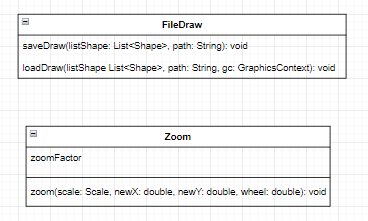 FileDraw
saveDraw(listShape: List<Shape>, path: String): void
loadDraw(listShape List<Shape>, path: String, gc: GraphicsContext): void
Zoom
zoomFactor
zoom(scale: Scale, newX: double, newY: double, wheel: double): void